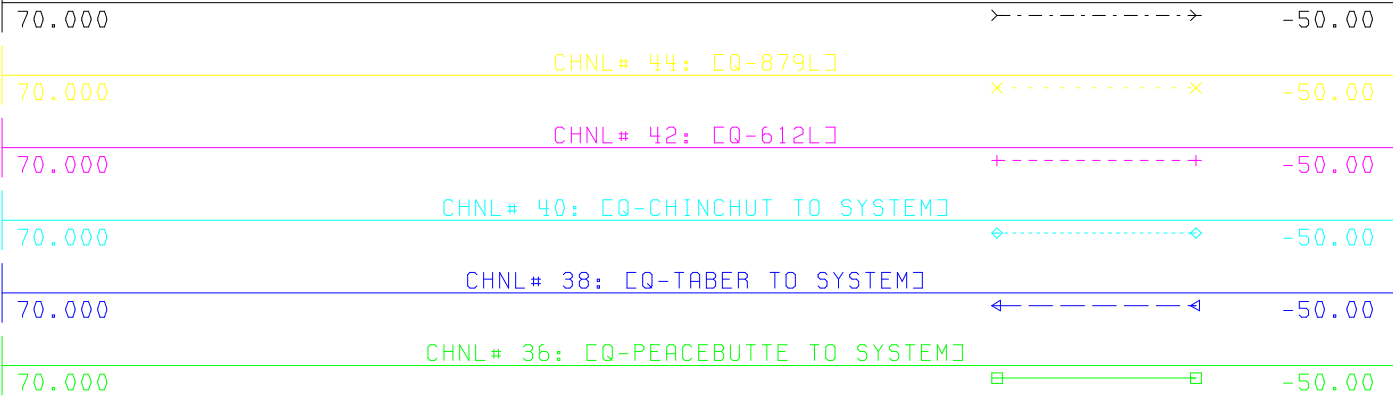 70.000 -50.00
CHNL# 44: [Q-879L]
70.000 -50.00
CHNL# 42: [Q-612L]
70.000 -50.00
CHNL# 40: [Q-CHINCHUT TO SYSTEM]
70.000 -50.00
CHNL# 38: [Q-TABER TO SYSTEM]
70.000 -50.00
CHNL# 36: [Q-PEACEBUTTE TO SYSTEM]
70.000 -50.00